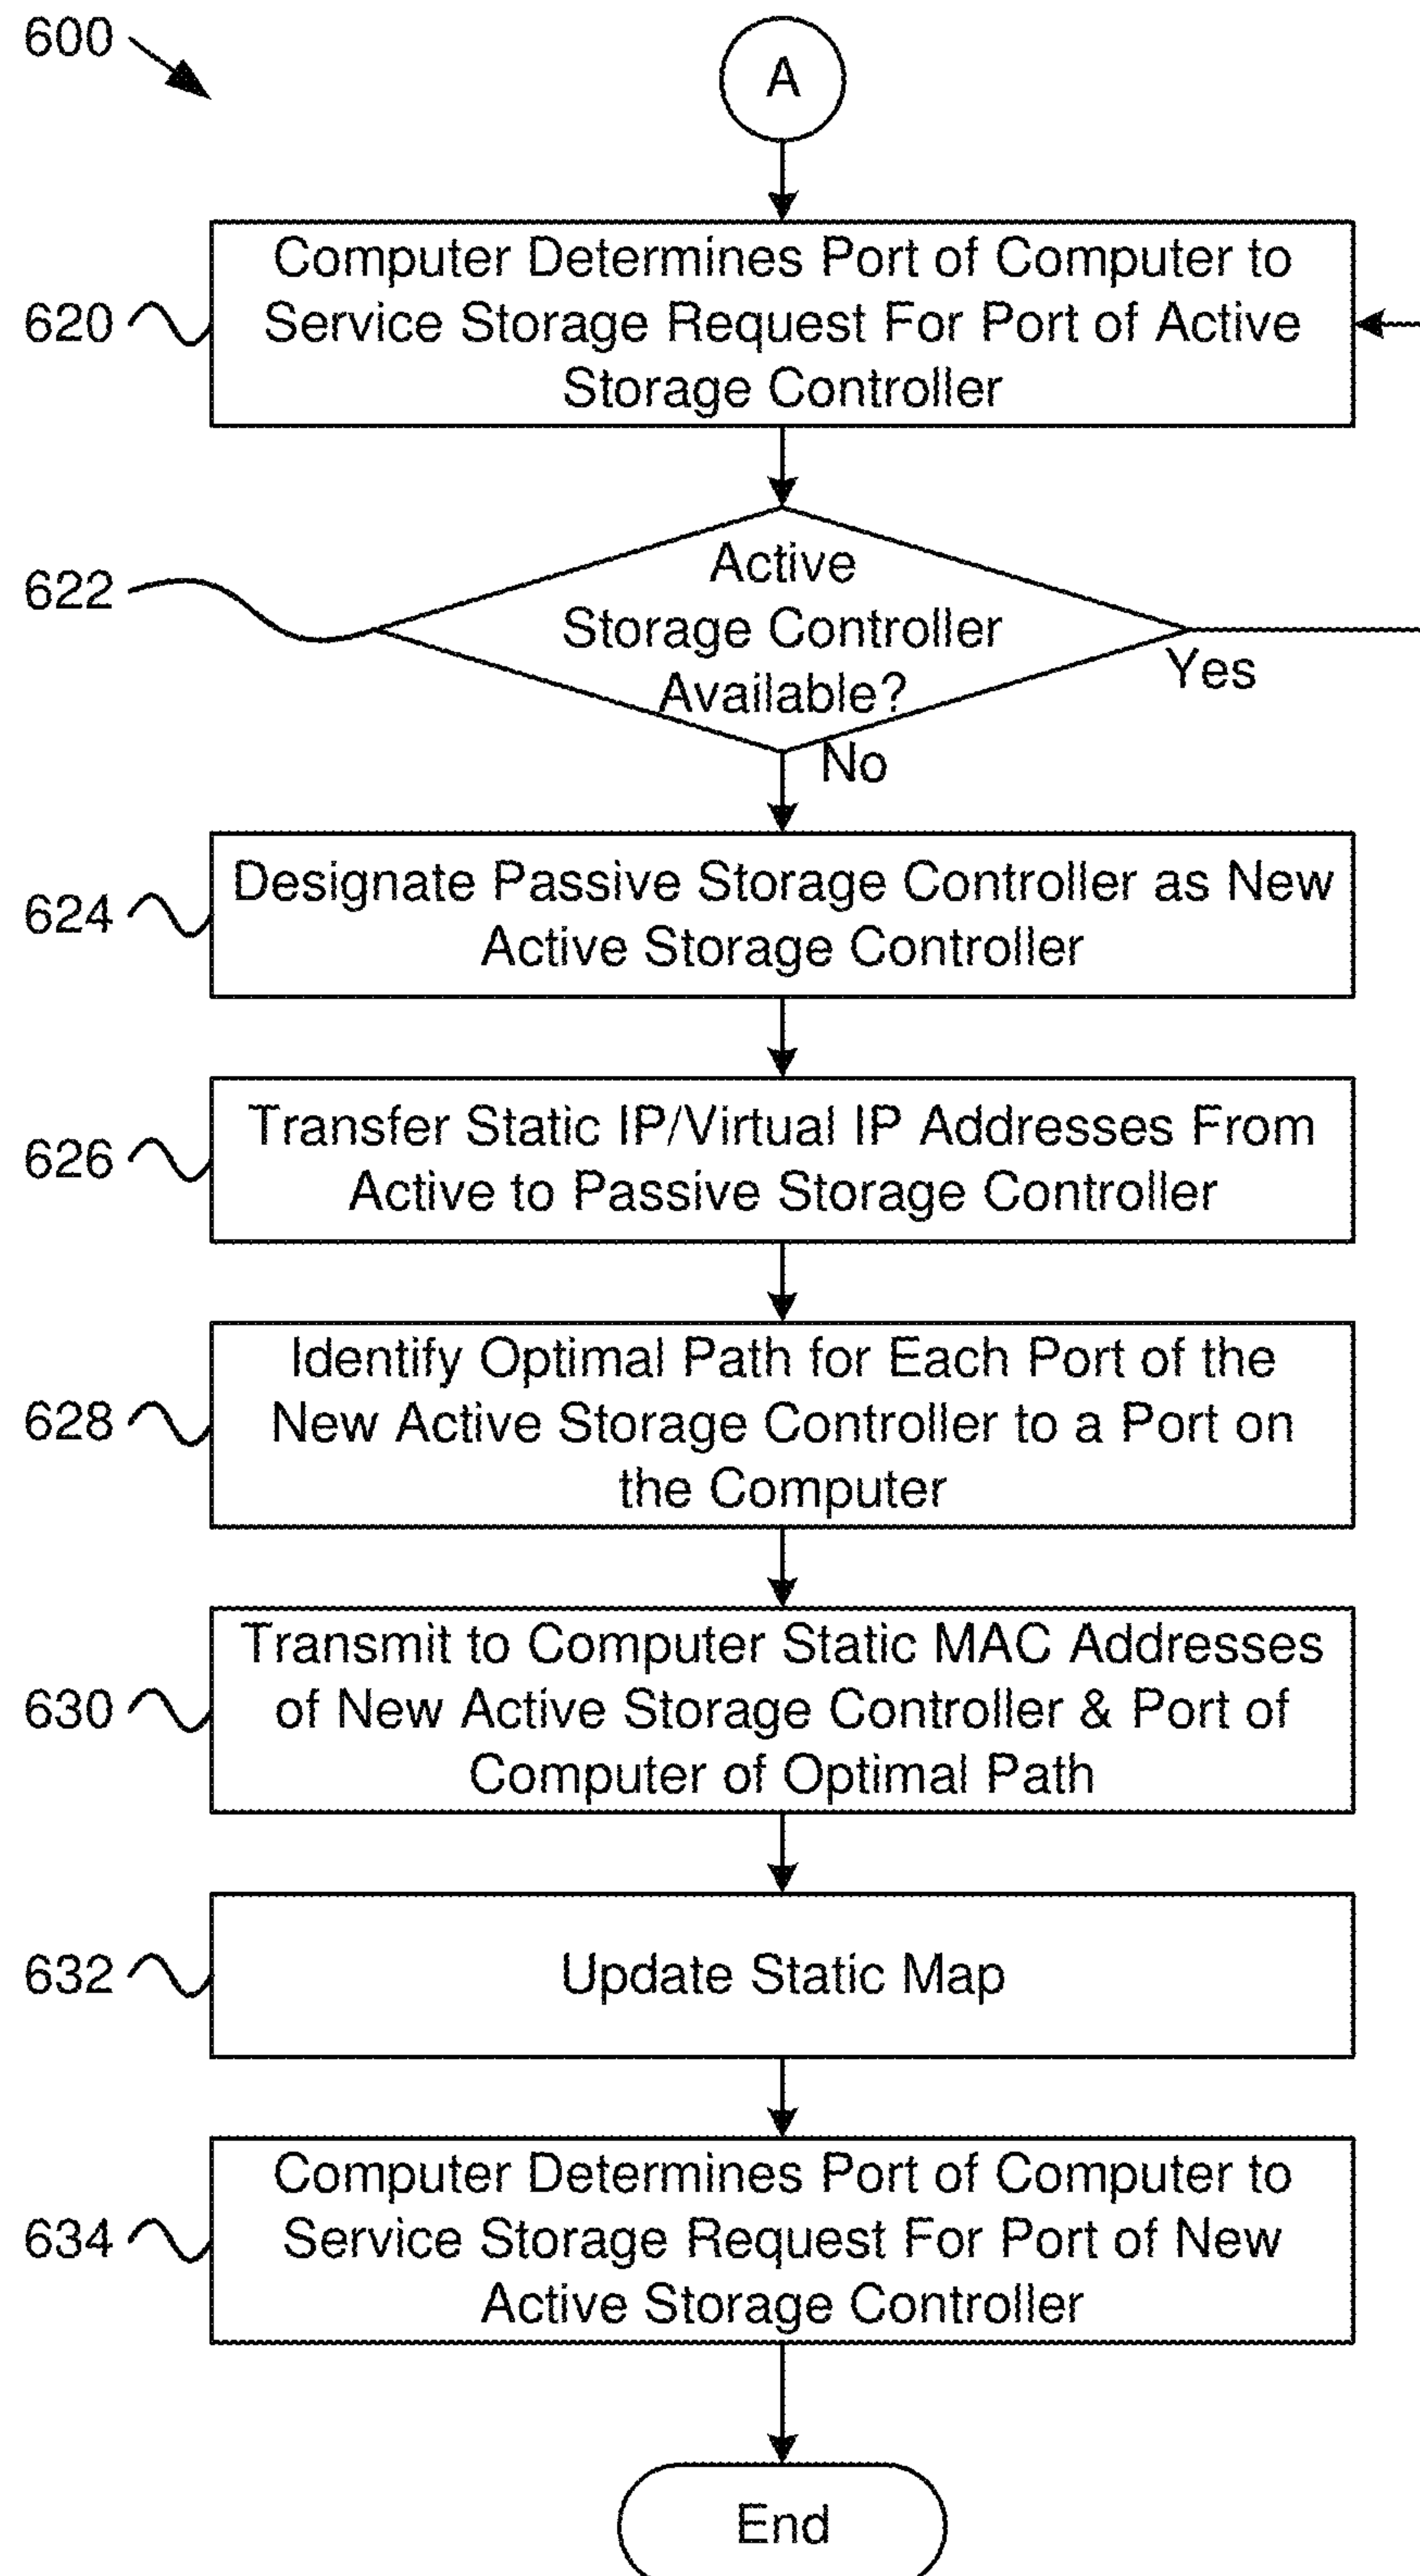 600
A
620
Computer Determines Port of Computer to
Service Storage Request For Port of Active
Storage Controller
622
Active
Storage Controller
Available?
Yes
No
624
Designate Passive Storage Controller as New
Active Storage Controller
626
Transfer Static IP/Virtual IP Addresses From
Active to Passive Storage Controller
628
Identify Optimal Path for Each Port of the
New Active Storage Controller to a Port on
the Computer
630
Transmit to Computer Static MAC Addresses
of New Active Storage Controller & Port of
Computer of Optimal Path
632
Update Static Map
634
Computer Determines Port of Computer to
Service Storage Request For Port of New
Active Storage Controller
End